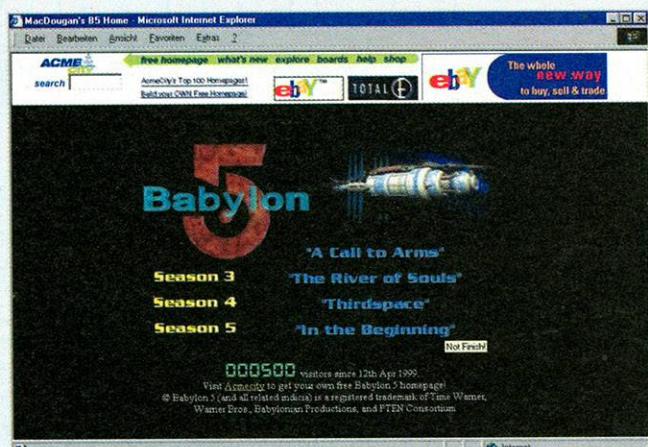 MacDougan's B5 Home - Microsoft Internet Explorer
Datei Bearbeiten Ansicht Favoriten Extras ?
ACME CITY
free homepage what's new explore boards help shop
search
AcmeCity's Top 100 Homepages!
Build your OWN Free Homepage!
ebY™
TOTAL E
ebY
The whole
new way
to buy, sell & trade
Babylon 5
"A Call to Arms"
Season 3 "The River of Souls"
Season 4 "Thirdspace"
Season 5 "In the Beginning"
Not Finish!
000500 visitors since 12th Apr 1999.
Visit Acmecity to get your own free Babylon 5 homepage!
© Babylon 5 (and all related indicia) is a registered trademark of Time Warner,
Warner Bros., Babylonian Productions, and PTEN Consortium.
Internet